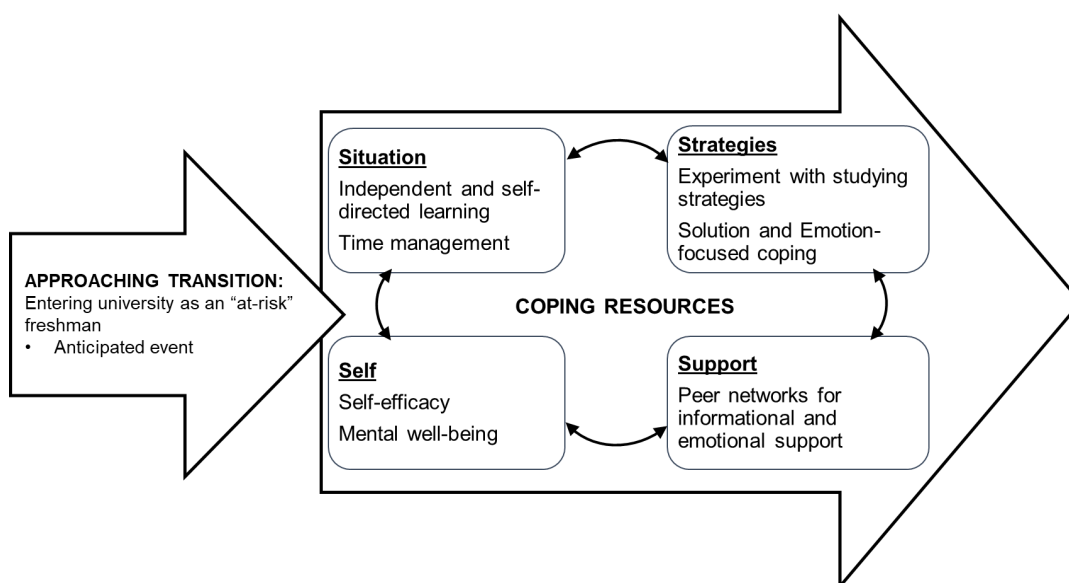 APPROACHING TRANSITION:
Entering university as an “at-risk”
freshman
• Anticipated event
Situation
Independent and self-
directed learning
Time management
Strategies
Experiment with studying
strategies
Solution and Emotion-
focused coping
COPING RESOURCES
Self
Self-efficacy
Mental well-being
Support
Peer networks for
informational and
emotional support